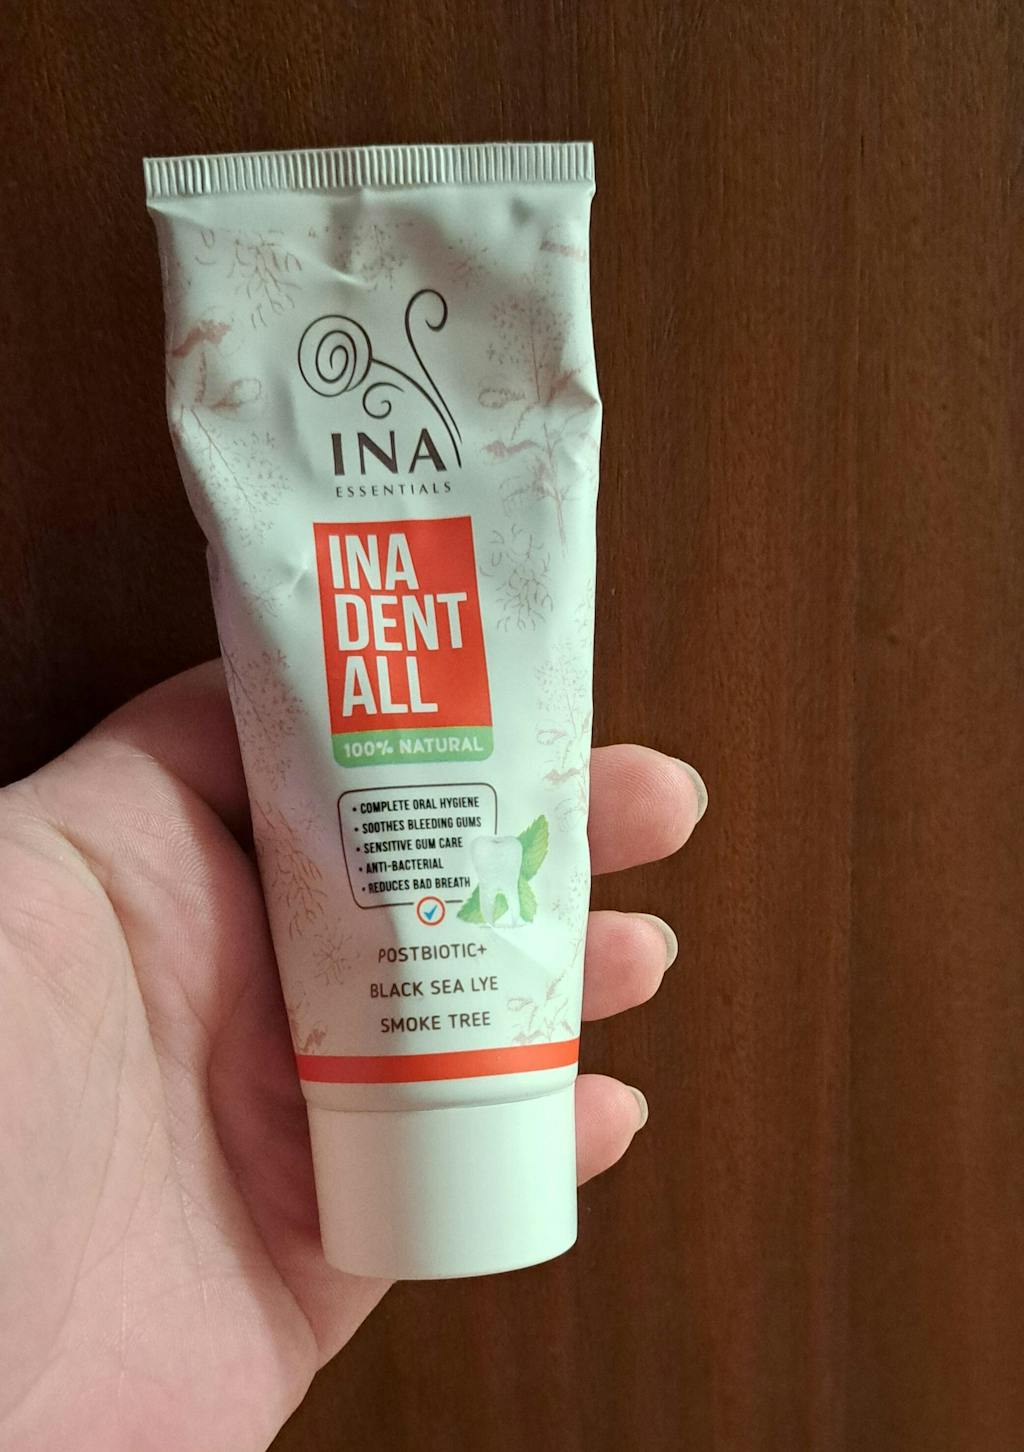 INA
ESSENTIALS
INA
DENT
ALL
100% NATURAL
• COMPLETE ORAL HYGIENE
• SOOTHES BLEEDING GUMS
• SENSITIVE GUM CARE
• ANTI-BACTERIAL
• REDUCES BAD BREATH
POSTBIOTIC+
BLACK SEA LYE
SMOKE TREE